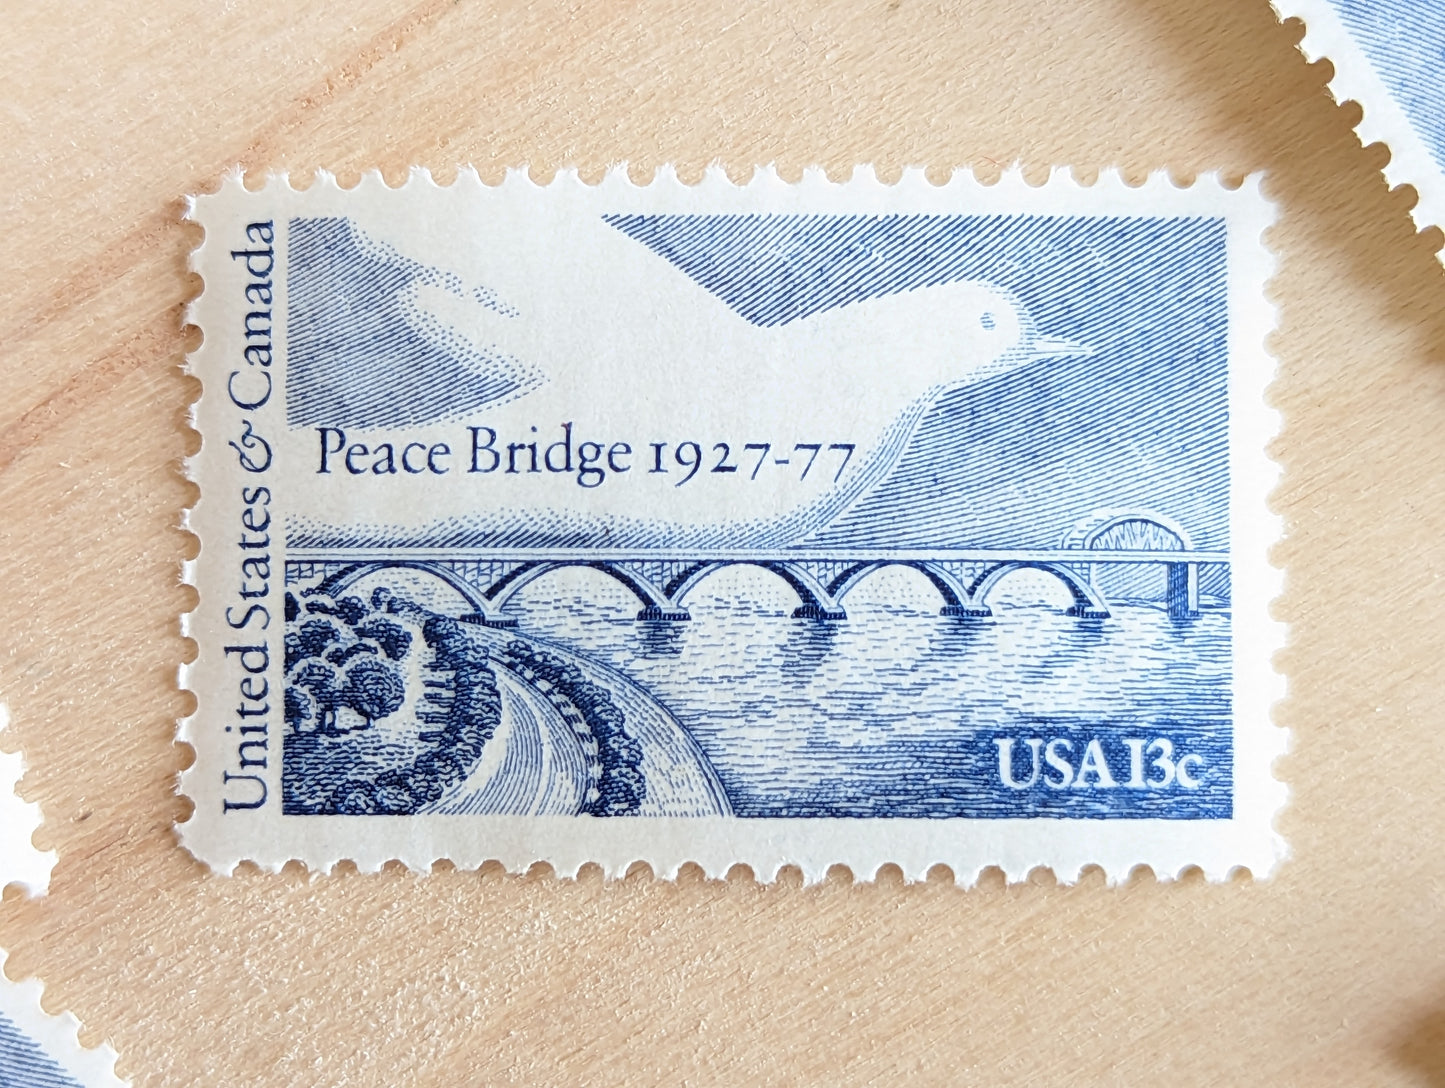 United States & Canada
Peace Bridge 1927-77
USA 13c